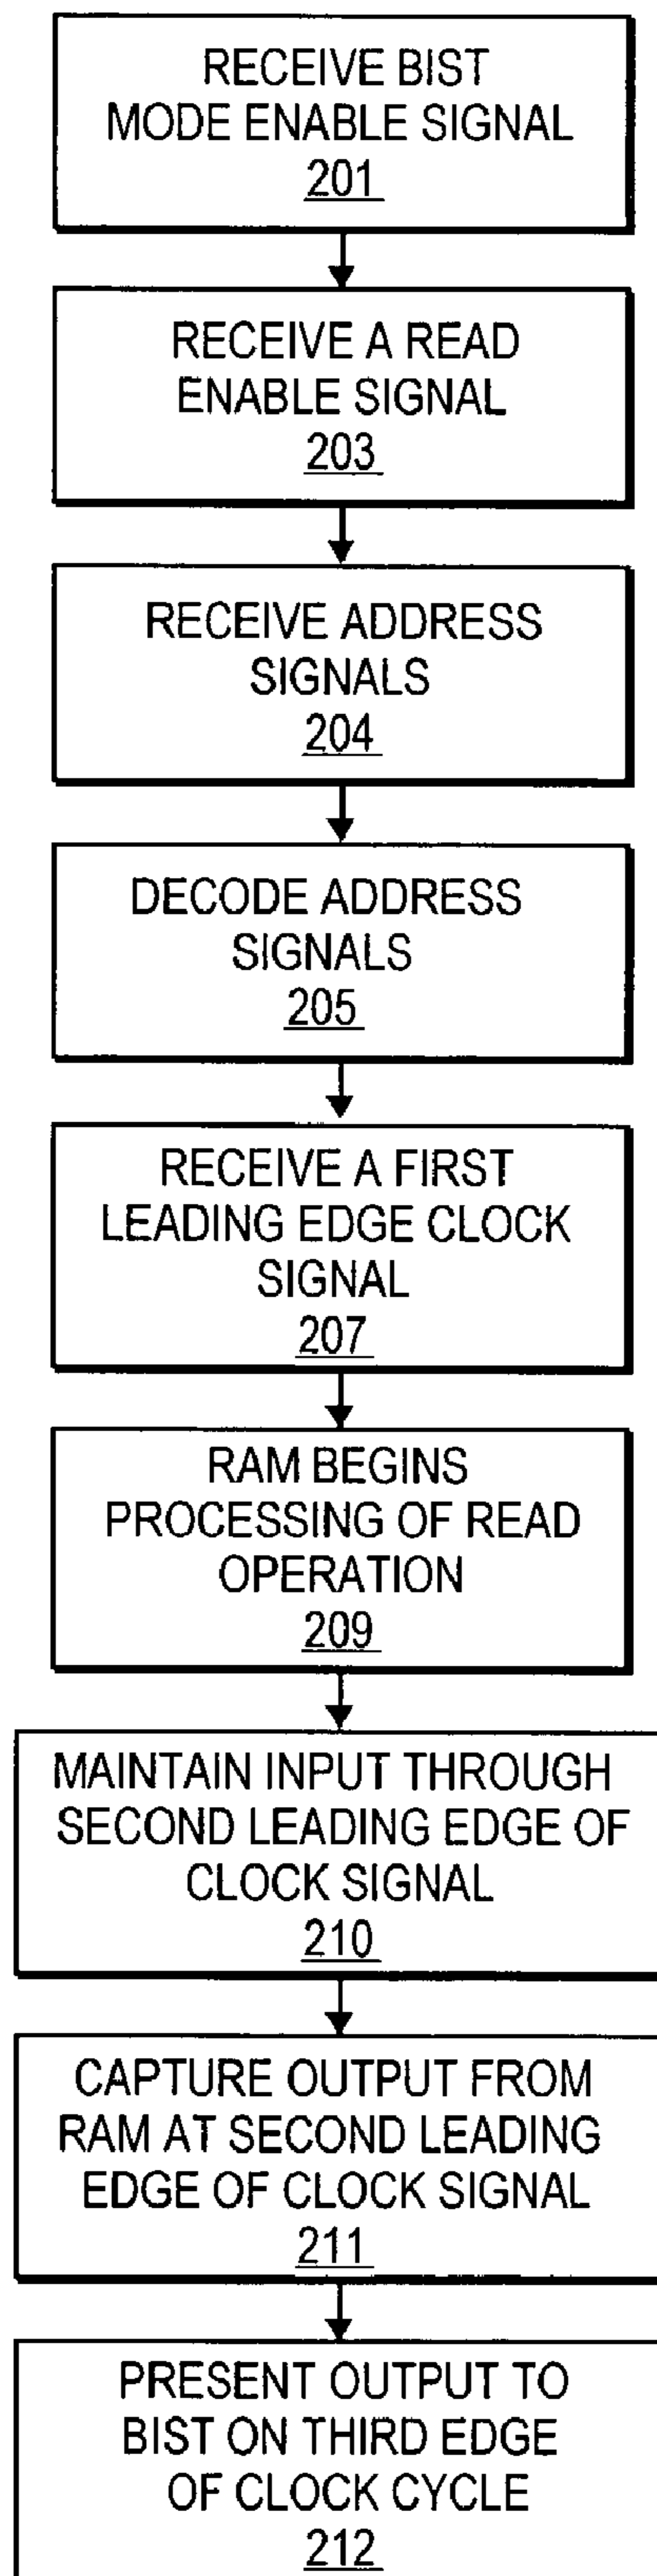 RECEIVE BIST
MODE ENABLE SIGNAL
201
RECEIVE A READ
ENABLE SIGNAL
203
RECEIVE ADDRESS
SIGNALS
204
DECODE ADDRESS
SIGNALS
205
RECEIVE A FIRST
LEADING EDGE CLOCK
SIGNAL
207
RAM BEGINS
PROCESSING OF READ
OPERATION
209
MAINTAIN INPUT THROUGH
SECOND LEADING EDGE OF
CLOCK SIGNAL
210
CAPTURE OUTPUT FROM
RAM AT SECOND LEADING
EDGE OF CLOCK SIGNAL
211
PRESENT OUTPUT TO
BIST ON THIRD EDGE
OF CLOCK CYCLE
212